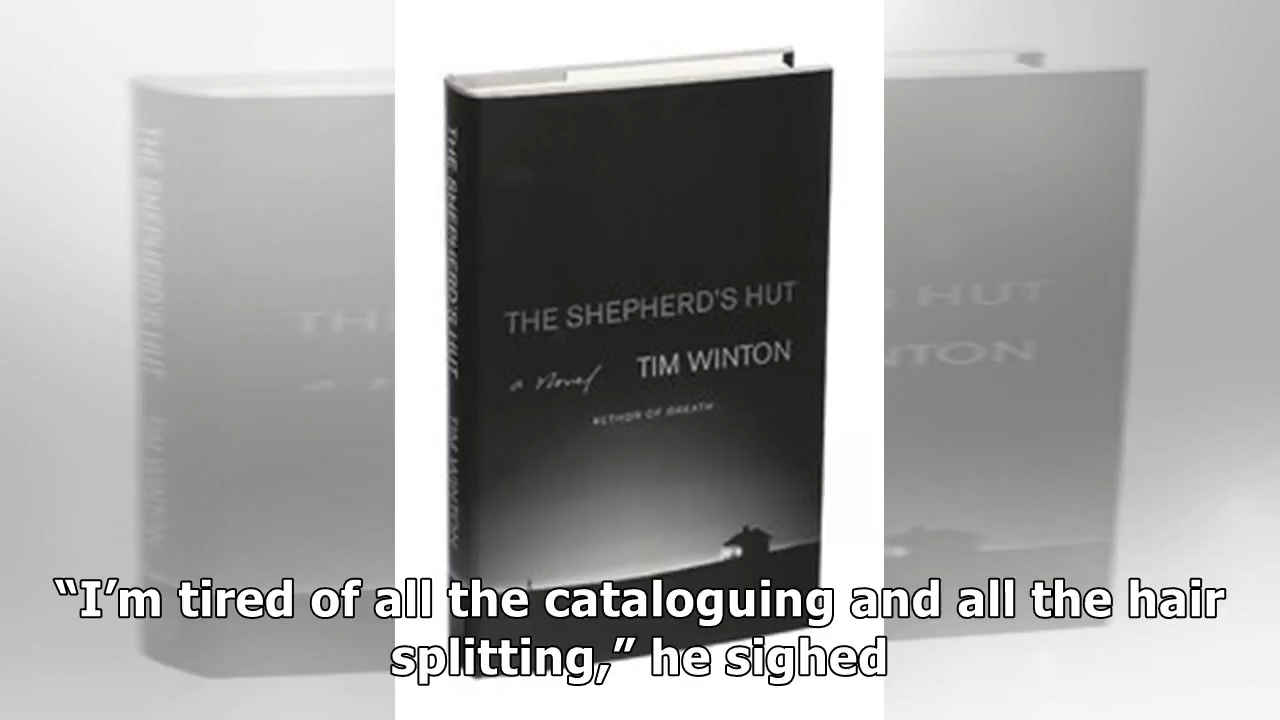 THE SHEPHERD'S HUT
TIM WINTON
THE SHEPHERD'S HUT
a novel
TIM WINTON
AUTHOR OF BREATH
“I’m tired of all the cataloguing and all the hair
splitting,” he sighed